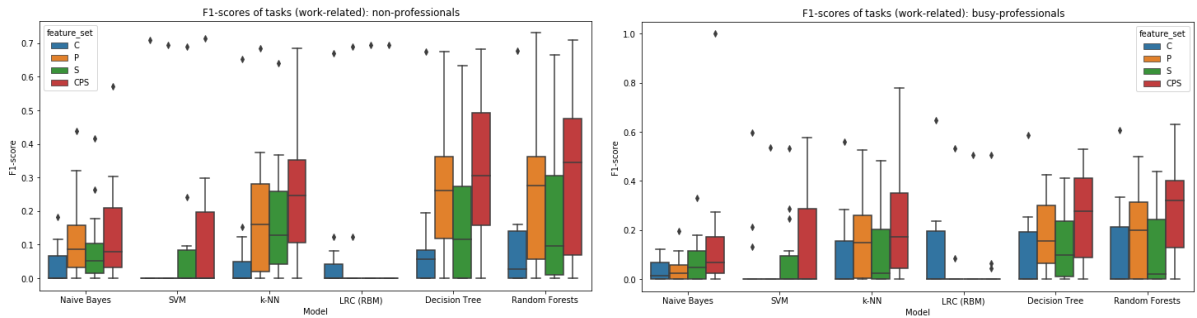 F1-scores of tasks (work-related): non-professionals
feature_set
C
P
S
CPS
F1-score
0.7
0.6
0.5
0.4
0.3
0.2
0.1
0.0
Naive Bayes
SVM
k-NN
LRC (RBM)
Decision Tree
Random Forests
Model
F1-scores of tasks (work-related): busy-professionals
feature_set
C
P
S
CPS
F1-score
1.0
0.8
0.6
0.4
0.2
0.0
Naive Bayes
SVM
k-NN
LRC (RBM)
Decision Tree
Random Forests
Model